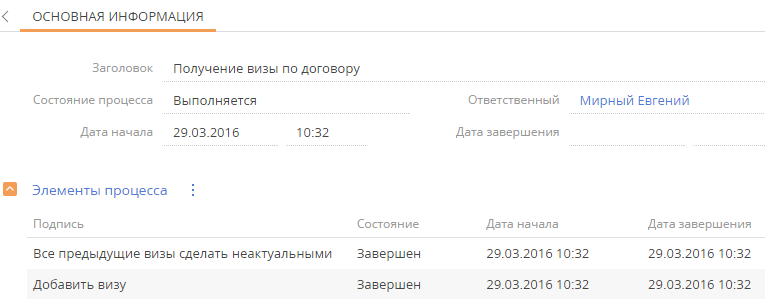 ОСНОВНАЯ ИНФОРМАЦИЯ
Заголовок Получение визы по договору
Состояние процесса Выполняется Ответственный Мирный Евгений
Дата начала 29.03.2016 10:32 Дата завершения
Элементы процесса
Подпись Состояние Дата начала Дата завершения
Все предыдущие визы сделать неактуальными Завершен 29.03.2016 10:32 29.03.2016 10:32
Добавить визу Завершен 29.03.2016 10:32 29.03.2016 10:32